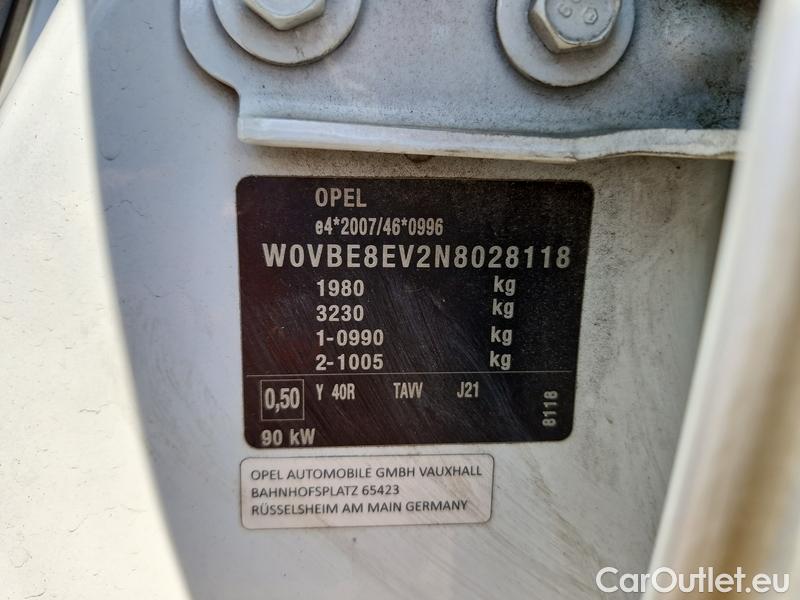 OPEL
e4*2007/46*0996
W0VBE8EV2N8028118
1980 kg
3230 kg
1-0990 kg
2-1005 kg
0,50 Y 40R TAVV J21
8118
90 kW
OPEL AUTOMOBILE GMBH VAUXHALL
BAHNHOFSPLATZ 65423
RÜSSELSHEIM AM MAIN GERMANY
CarOutlet.eu